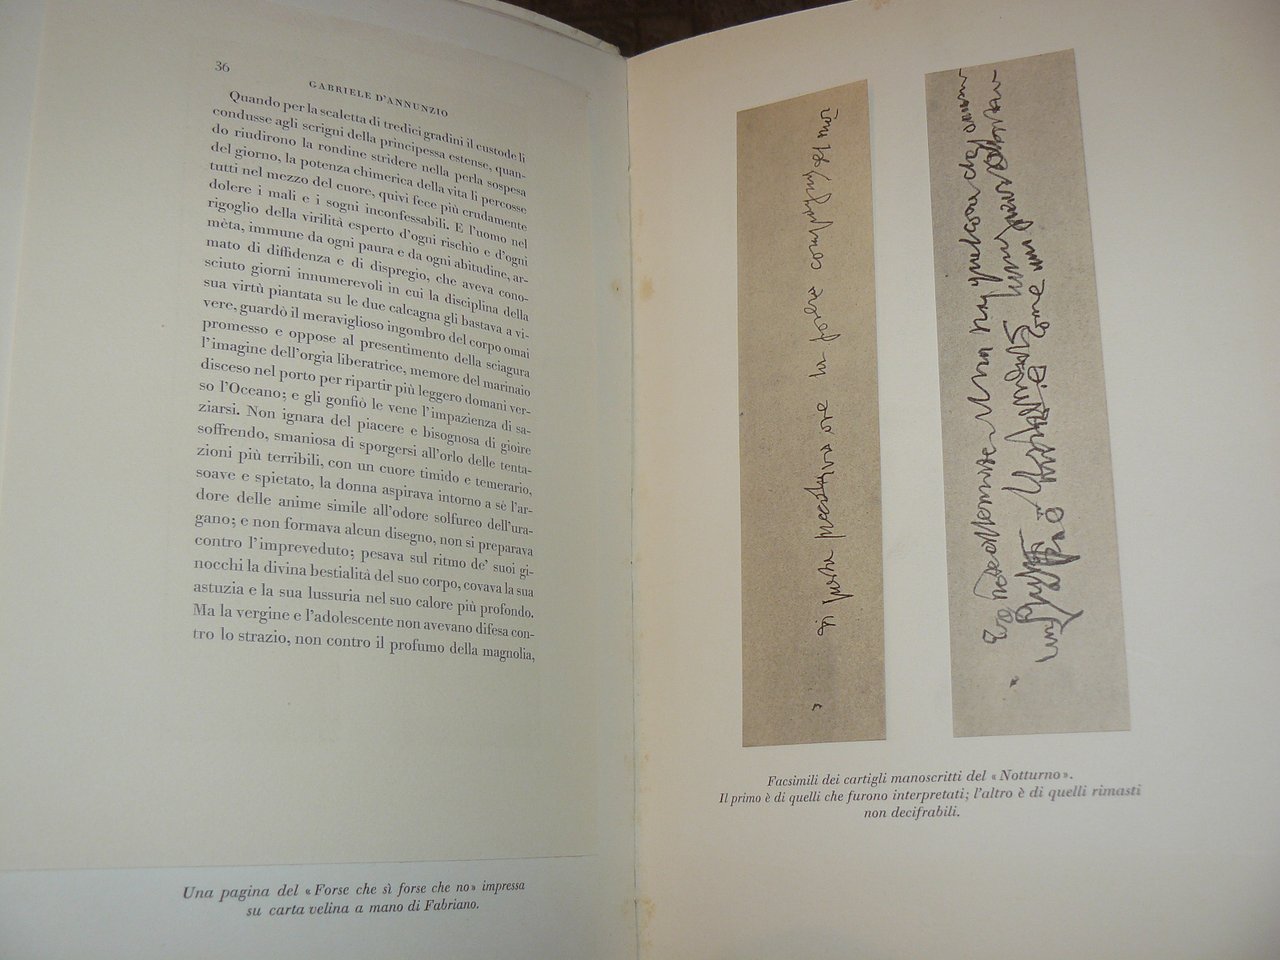 36
GABRIELE D'ANNUNZIO
Quando per la scaletta di tredici gradini il custode li
condusse agli scrigni della principessa estense, quan-
do riudirono la rondine stridere nella perla sospesa
del giorno, la potenza chimerica della vita li percosse
tutti nel mezzo del cuore, quivi fece più crudamente
dolere i mali e i sogni inconfessabili. E l'uomo nel
rigoglio della virilità esperto d'ogni rischio e d'ogni
mèta, immune da ogni paura e da ogni abitudine, ar-
mato di diffidenza e di dispregio, che aveva cono-
sciuto giorni innumerevoli in cui la disciplina della
sua virtù piantata su le due calcagna gli bastava a vi-
vere, guardò il meraviglioso ingombro del corpo omai
promesso e oppose al presentimento della sciagura
l'imagine dell'orgia liberatrice, memore del marinaio
disceso nel porto per ripartir più leggero domani ver-
so l'Oceano; e gli gonfiò le vene l'impazienza di sa-
ziarsi. Non ignara del piacere e bisognosa di gioire
soffrendo, smaniosa di sporgersi all'orlo delle tenta-
zioni più terribili, con un cuore timido e temerario,
soave e spietato, la donna aspirava intorno a sè l'ar-
dore delle anime simile all'odore solfureo dell'ura-
gano; e non formava alcun disegno, non si preparava
contro l'impreveduto; pesava sul ritmo de' suoi gi-
nocchi la divina bestialità del suo corpo, covava la sua
astuzia e la sua lussuria nel suo calore più profondo.
Ma la vergine e l'adolescente non avevano difesa con-
tro lo strazio, non contro il profumo della magnolia,
Una pagina del «Forse che sì forse che no» impressa
su carta velina a mano di Fabriano.
Facsimili dei cartigli manoscritti del «Notturno».
Il primo è di quelli che furono interpretati; l'altro è di quelli rimasti
non decifrabili.